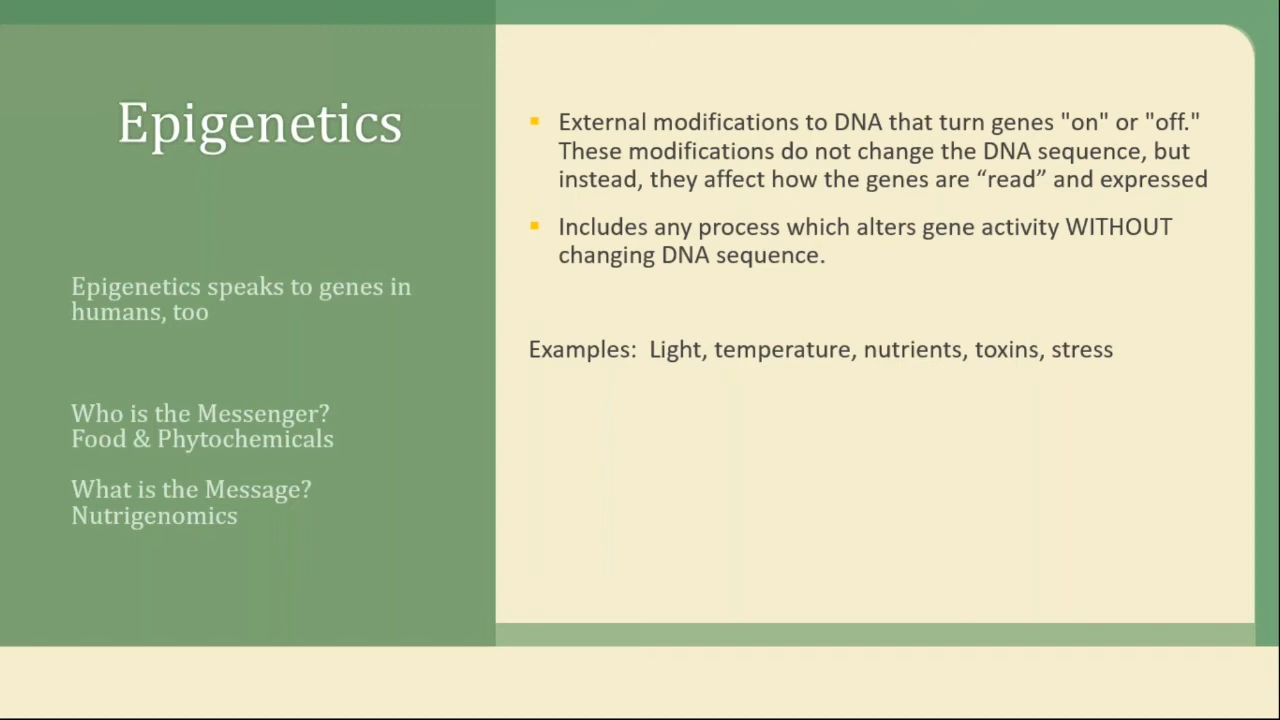 Epigenetics
Epigenetics speaks to genes in
humans, too
Who is the Messenger?
Food & Phytochemicals
What is the Message?
Nutrigenomics
External modifications to DNA that turn genes "on" or "off."
These modifications do not change the DNA sequence, but
instead, they affect how the genes are “read” and expressed
Includes any process which alters gene activity WITHOUT
changing DNA sequence.
Examples:  Light, temperature, nutrients, toxins, stress